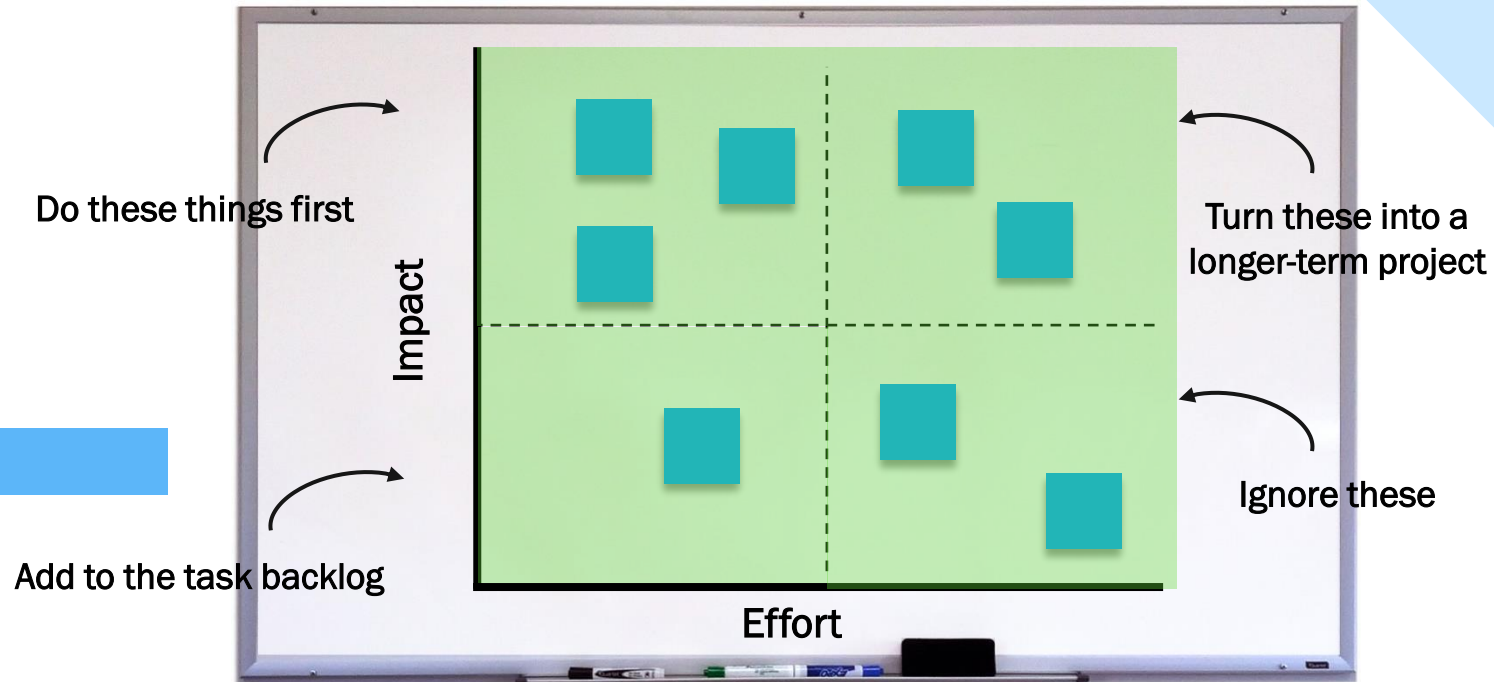 Do these things first
Turn these into a
longer-term project
Impact
Ignore these
Add to the task backlog
Effort